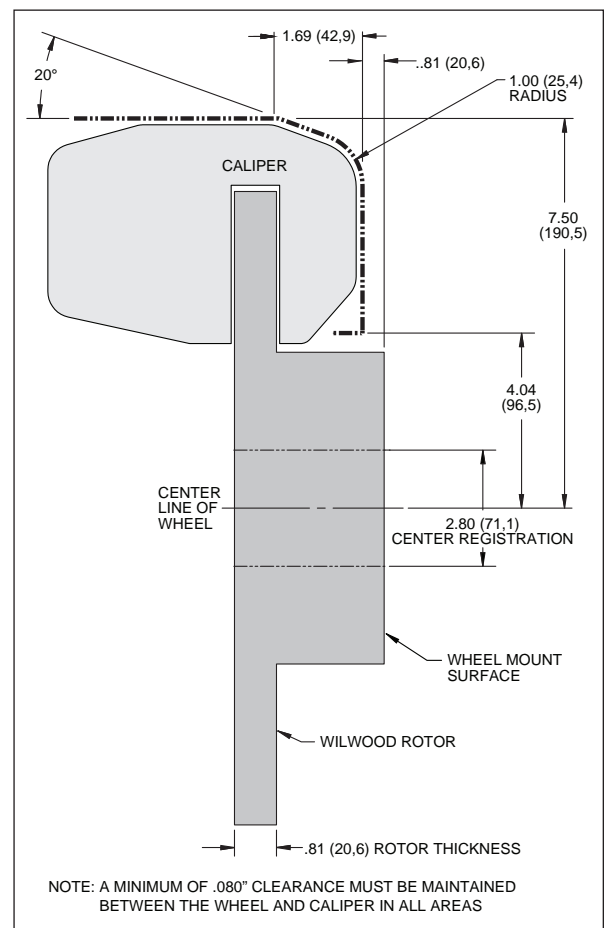 1.69 (42,9)
..81 (20,6)
20°
1.00 (25,4)
RADIUS
CALIPER
7.50
(190,5)
4.04
(96,5)
CENTER
LINE OF
WHEEL
2.80 (71,1)
CENTER REGISTRATION
WHEEL MOUNT
SURFACE
WILWOOD ROTOR
.81 (20,6) ROTOR THICKNESS
NOTE: A MINIMUM OF .080" CLEARANCE MUST BE MAINTAINED
BETWEEN THE WHEEL AND CALIPER IN ALL AREAS